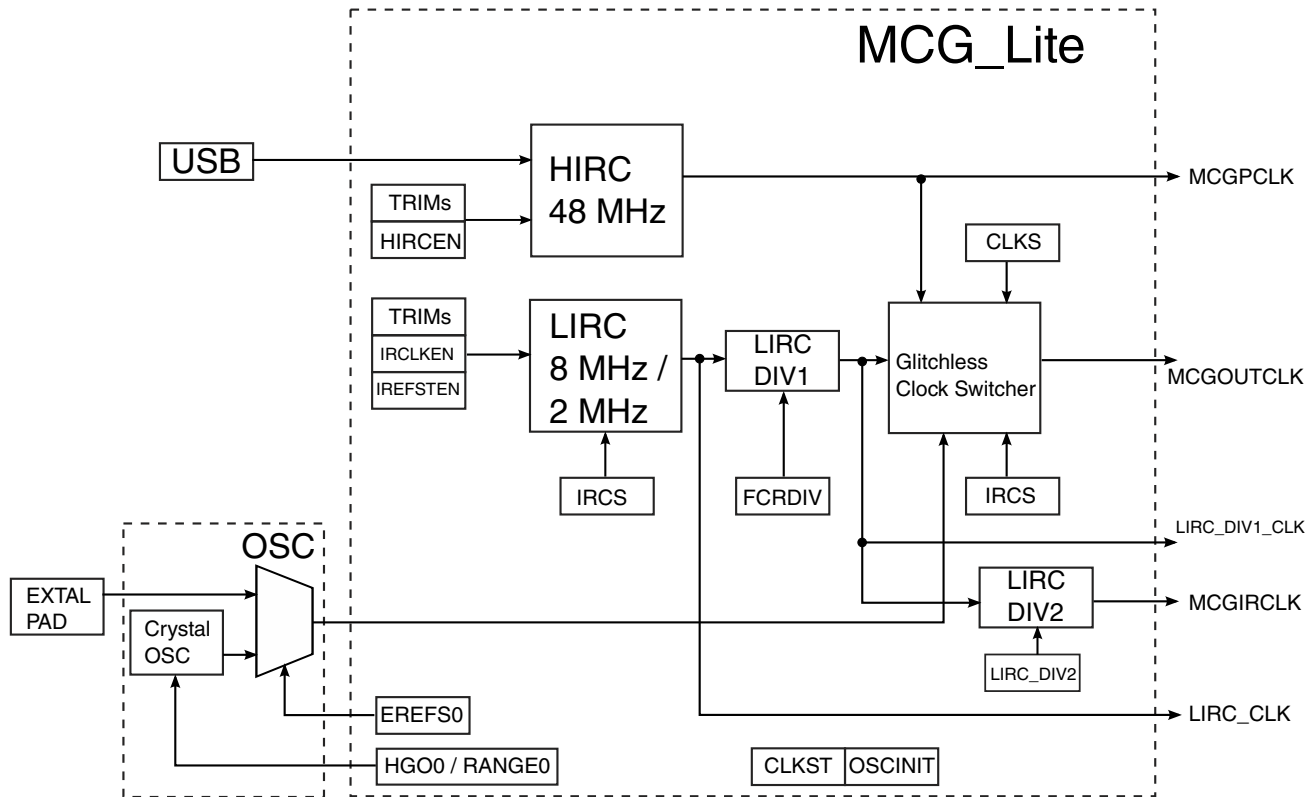 MCG_Lite
USB
HIRC
48 MHz
MCGPCLK
TRIMs
HIRCEN
CLKS
TRIMs
IRCLKEN
IREFSTEN
LIRC
8 MHz /
2 MHz
LIRC
DIV1
Glitchless
Clock Switcher
MCGOUTCLK
IRCS
FCRDIV
IRCS
LIRC_DIV1_CLK
OSC
EXTAL
PAD
Crystal
OSC
LIRC
DIV2
MCGIRCLK
LIRC_DIV2
EREFS0
LIRC_CLK
HGO0 / RANGE0
CLKST
OSCINIT